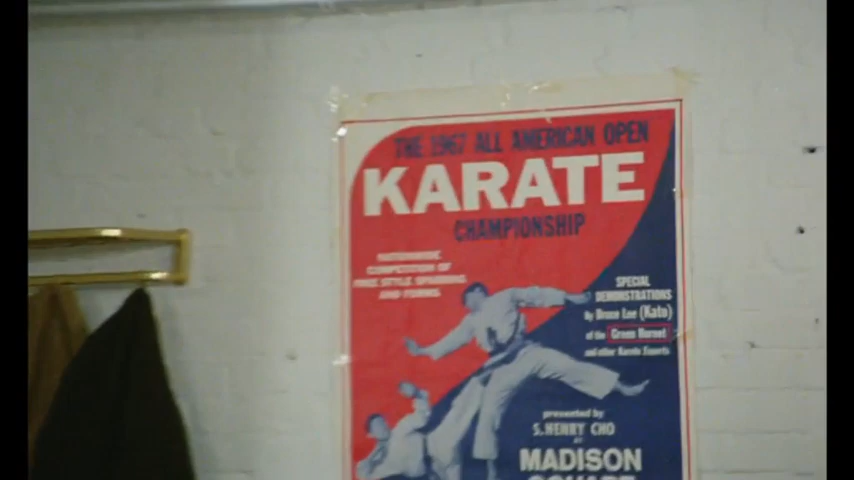 THE 1967 ALL AMERICAN OPEN
KARATE
CHAMPIONSHIP
NATIONWIDE
COMPETITION OF
FREE STYLE SPARRING
AND FORMS
SPECIAL
DEMONSTRATIONS
by Bruce Lee (Kato)
of the Green Hornet
and other Karate Experts
presented by
S. HENRY CHO
AT
MADISON
SQUARE